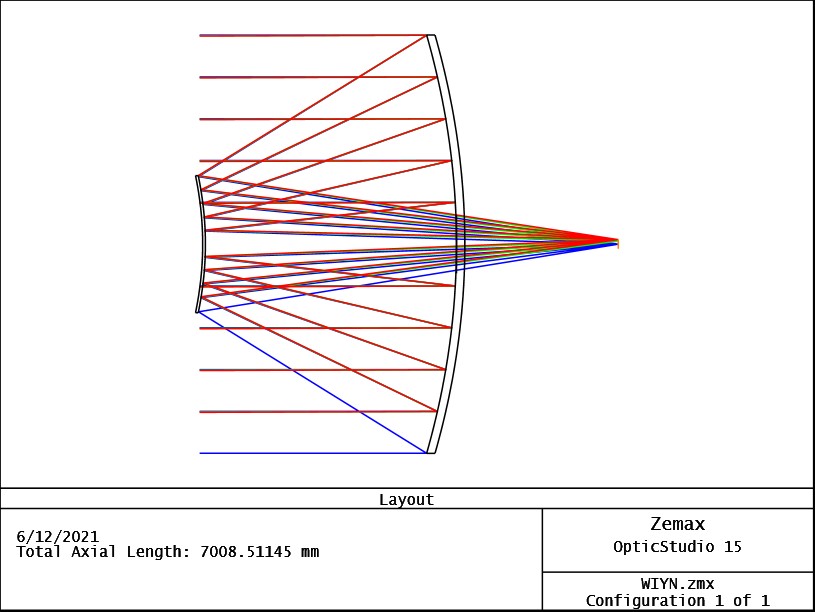 Layout
6/12/2021
Total Axial Length: 7008.51145 mm
Zemax
OpticStudio 15
WIYN.zmx
Configuration 1 of 1